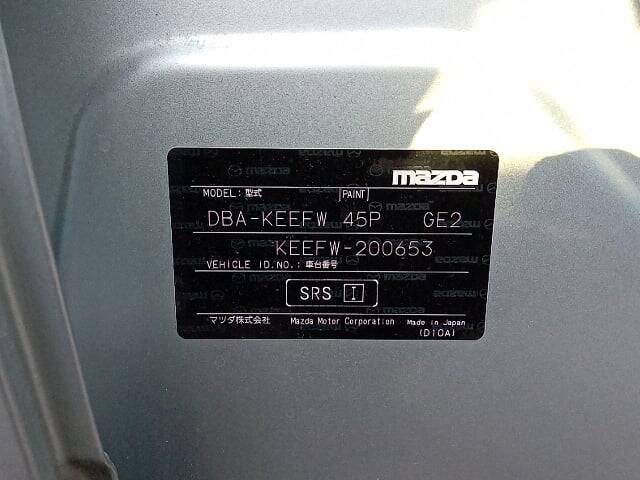 mazda
MODEL: 型式 PAINT
DBA-KEEFW 45P GE2
KEEFW-200653
VEHICLE ID.NO.: 車台番号
SRS I
マツダ株式会社 Mazda Motor Corporation Made in Japan
(D10A)